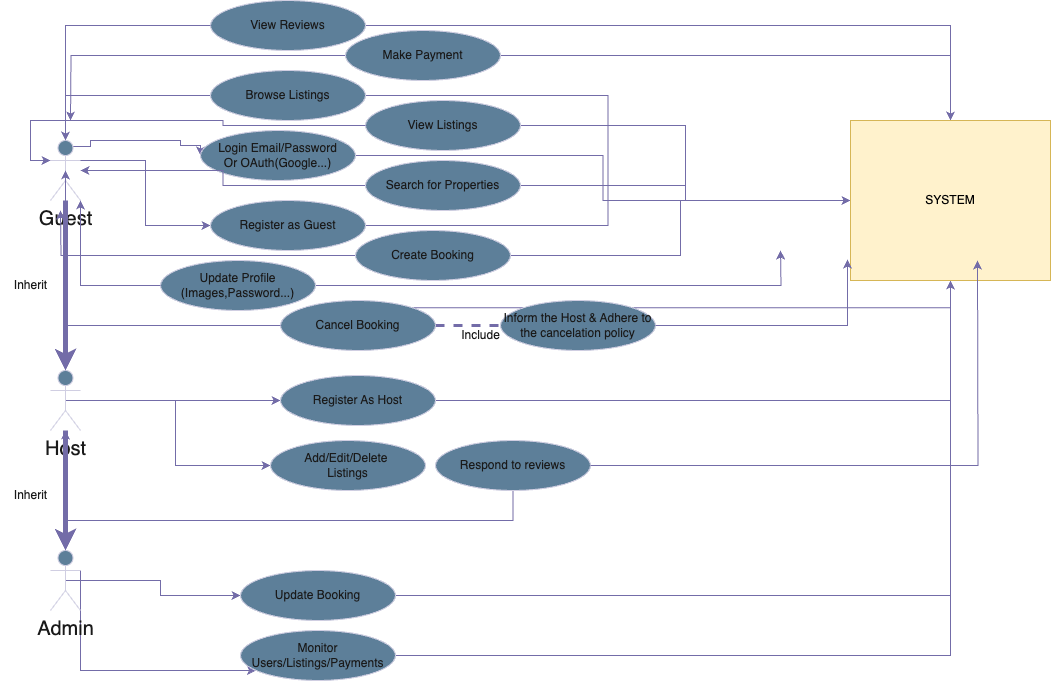 View Reviews
Make Payment
Browse Listings
View Listings
Login Email/Password
Or OAuth(Google...)
Search for Properties
SYSTEM
Guest
Register as Guest
Create Booking
Inherit
Update Profile
(Images,Password...)
Cancel Booking
Include
Inform the Host & Adhere to
the cancelation policy
Register As Host
Host
Add/Edit/Delete
Listings
Respond to reviews
Inherit
Update Booking
Admin
Monitor
Users/Listings/Payments